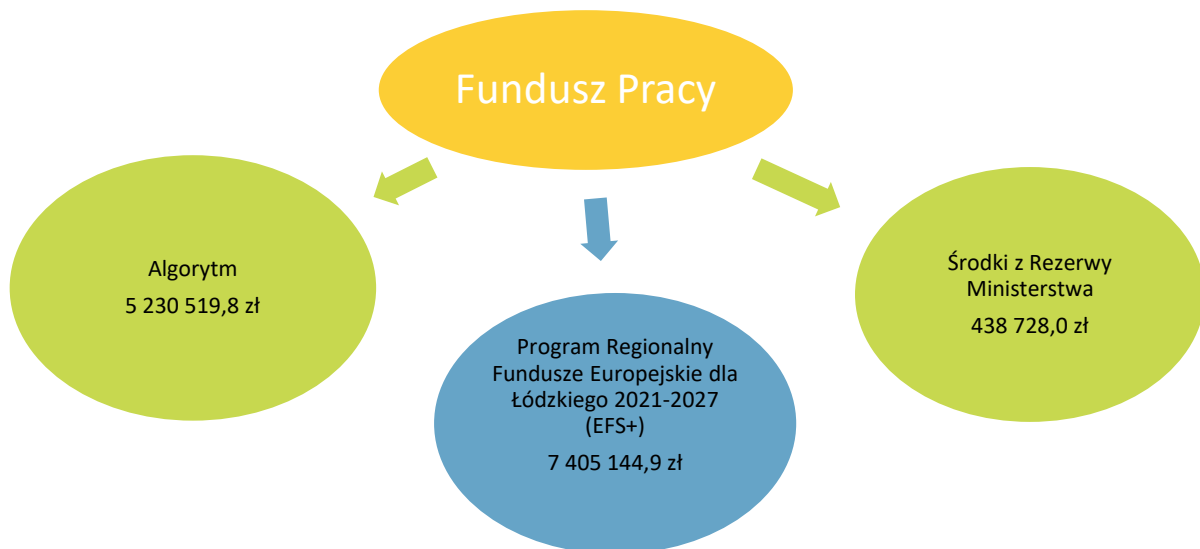 Fundusz Pracy
Algorytm
5 230 519,8 zł
Program Regionalny
Fundusze Europejskie dla
Łódzkiego 2021-2027
(EFS+)
7 405 144,9 zł
Środki z Rezerwy
Ministerstwa
438 728,0 zł